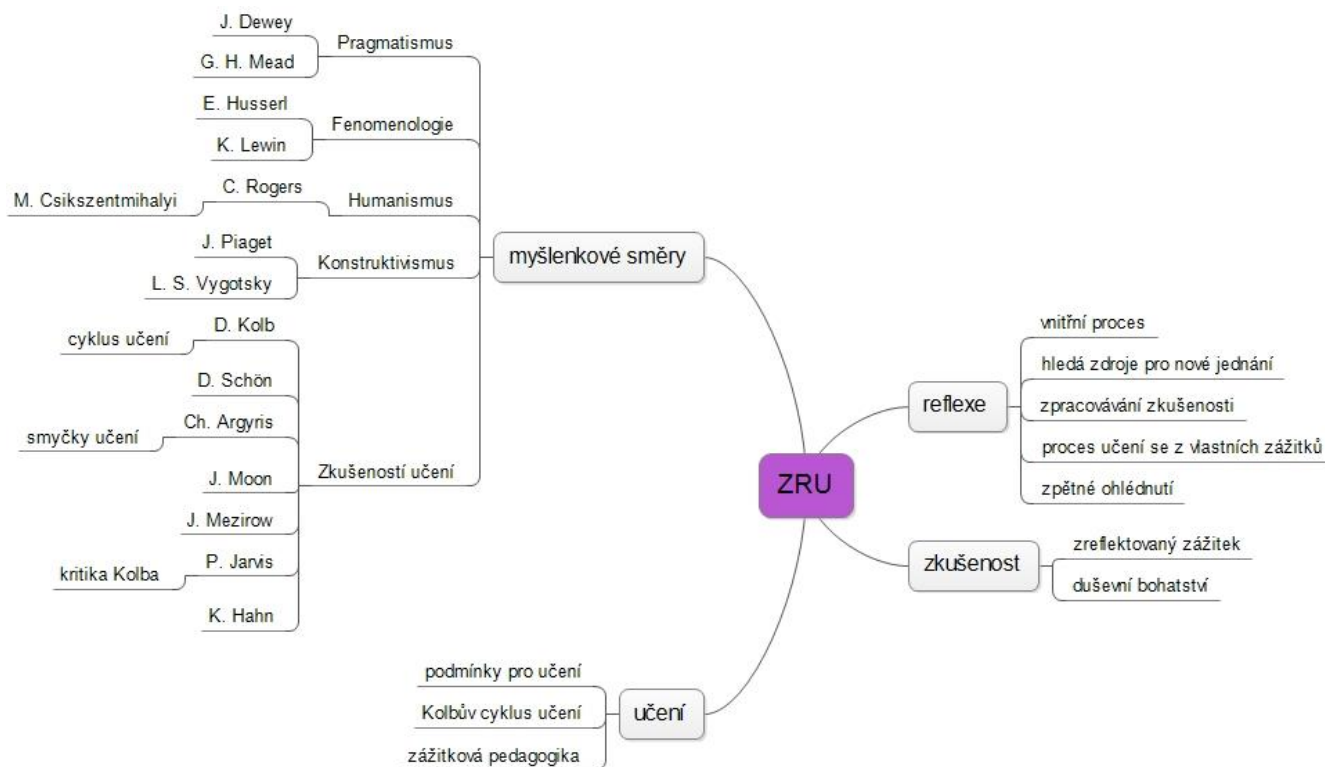 J. Dewey
G. H. Mead
Pragmatismus
E. Husserl
K. Lewin
Fenomenologie
M. Csikszentmihalyi
C. Rogers
Humanismus
J. Piaget
L. S. Vygotsky
Konstruktivismus
cyklus učení
D. Kolb
D. Schön
smyčky učení
Ch. Argyris
J. Moon
J. Mezirow
kritika Kolba
P. Jarvis
K. Hahn
Zkušeností učení
myšlenkové směry
ZRU
reflexe
vnitřní proces
hledá zdroje pro nové jednání
zpracovávání zkušenosti
proces učení se z vlastních zážitků
zpětné ohlédnutí
zkušenost
zreflektovaný zážitek
duševní bohatství
podmínky pro učení
Kolbův cyklus učení
zážitková pedagogika
učení